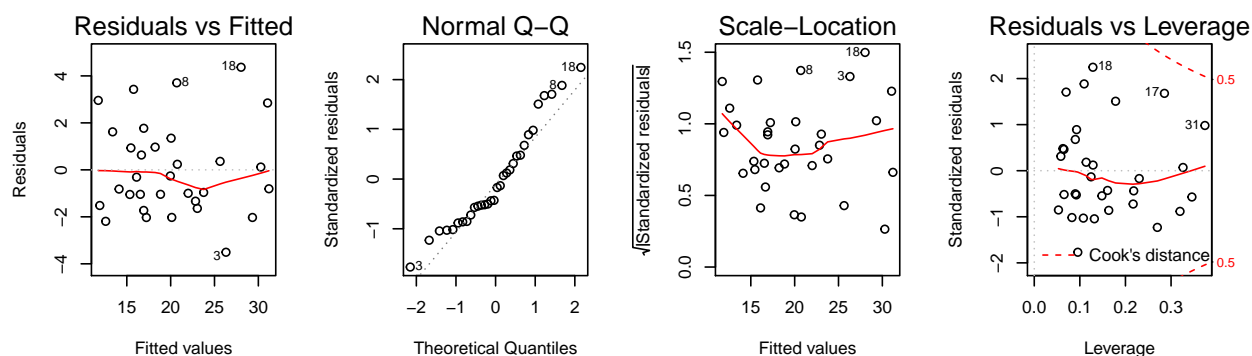 Residuals vs Fitted
Residuals
4
2
0
−2
−4
18
8
3
15 20 25 30
Fitted values
Normal Q−Q
Standardized residuals
2
1
0
−1
18
8
3
−2 −1 0 1 2
Theoretical Quantiles
Scale−Location
√|Standardized residuals|
1.5
1.0
0.5
0.0
18
8
3
15 20 25 30
Fitted values
Residuals vs Leverage
Standardized residuals
2
1
0
−1
−2
18
17
31
0.5
0.5
Cook's distance
0.0 0.1 0.2 0.3
Leverage